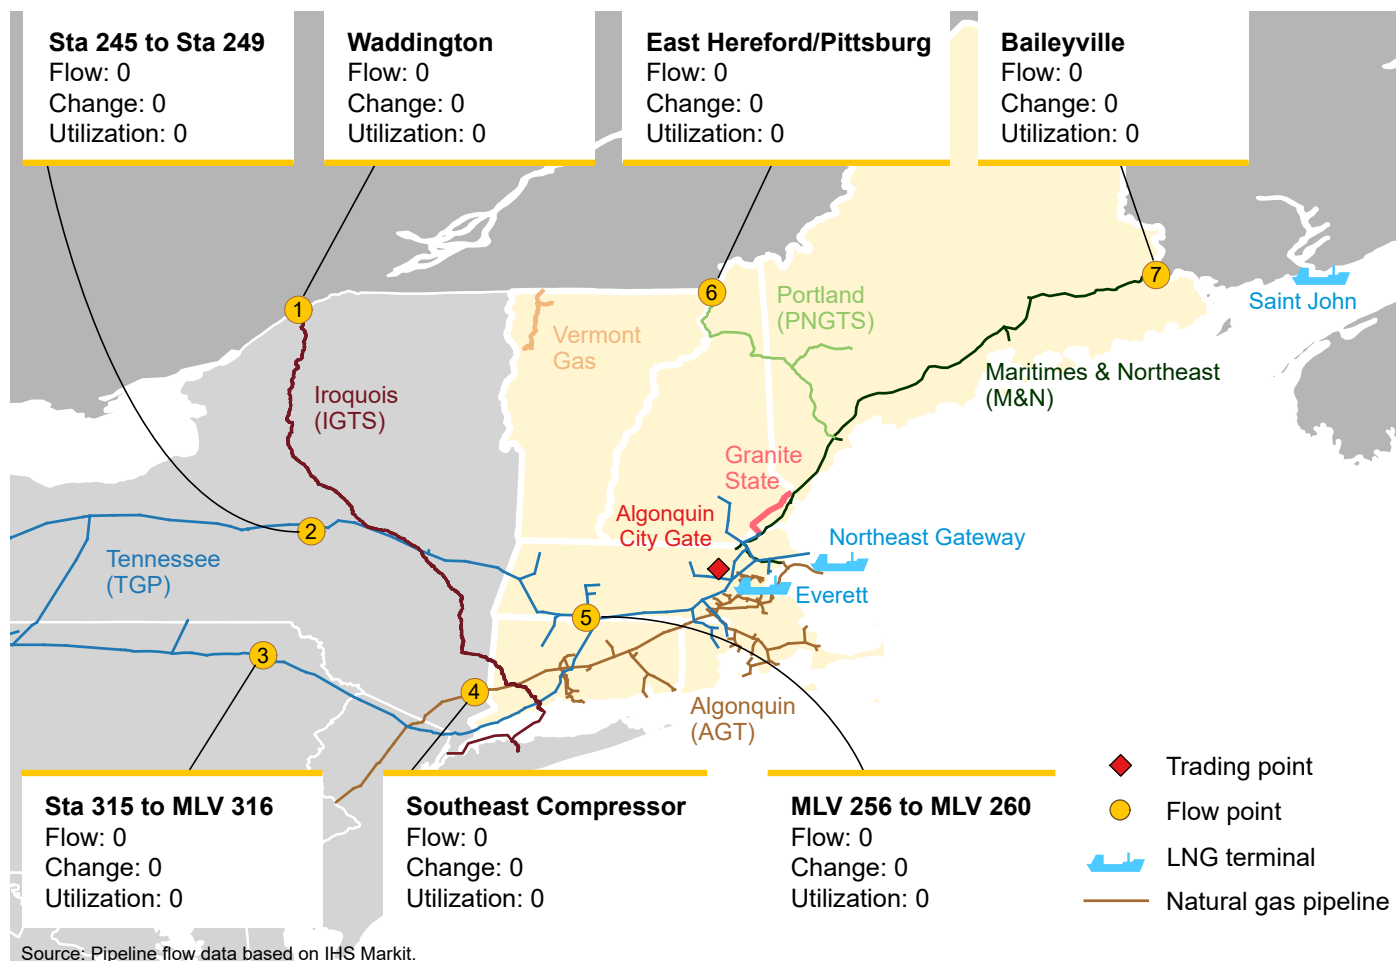 Sta 245 to Sta 249
Flow: 0
Change: 0
Utilization: 0
Waddington
Flow: 0
Change: 0
Utilization: 0
East Hereford/Pittsburg
Flow: 0
Change: 0
Utilization: 0
Baileyville
Flow: 0
Change: 0
Utilization: 0
1
6
7
Saint John
Portland
(PNGTS)
Vermont
Gas
Maritimes & Northeast
(M&N)
Iroquois
(IGTS)
Granite
State
Algonquin
City Gate
2
Northeast Gateway
Tennessee
(TGP)
Everett
5
3
4
Algonquin
(AGT)
Sta 315 to MLV 316
Flow: 0
Change: 0
Utilization: 0
Southeast Compressor
Flow: 0
Change: 0
Utilization: 0
MLV 256 to MLV 260
Flow: 0
Change: 0
Utilization: 0
Trading point
Flow point
LNG terminal
Natural gas pipeline
Source: Pipeline flow data based on IHS Markit.